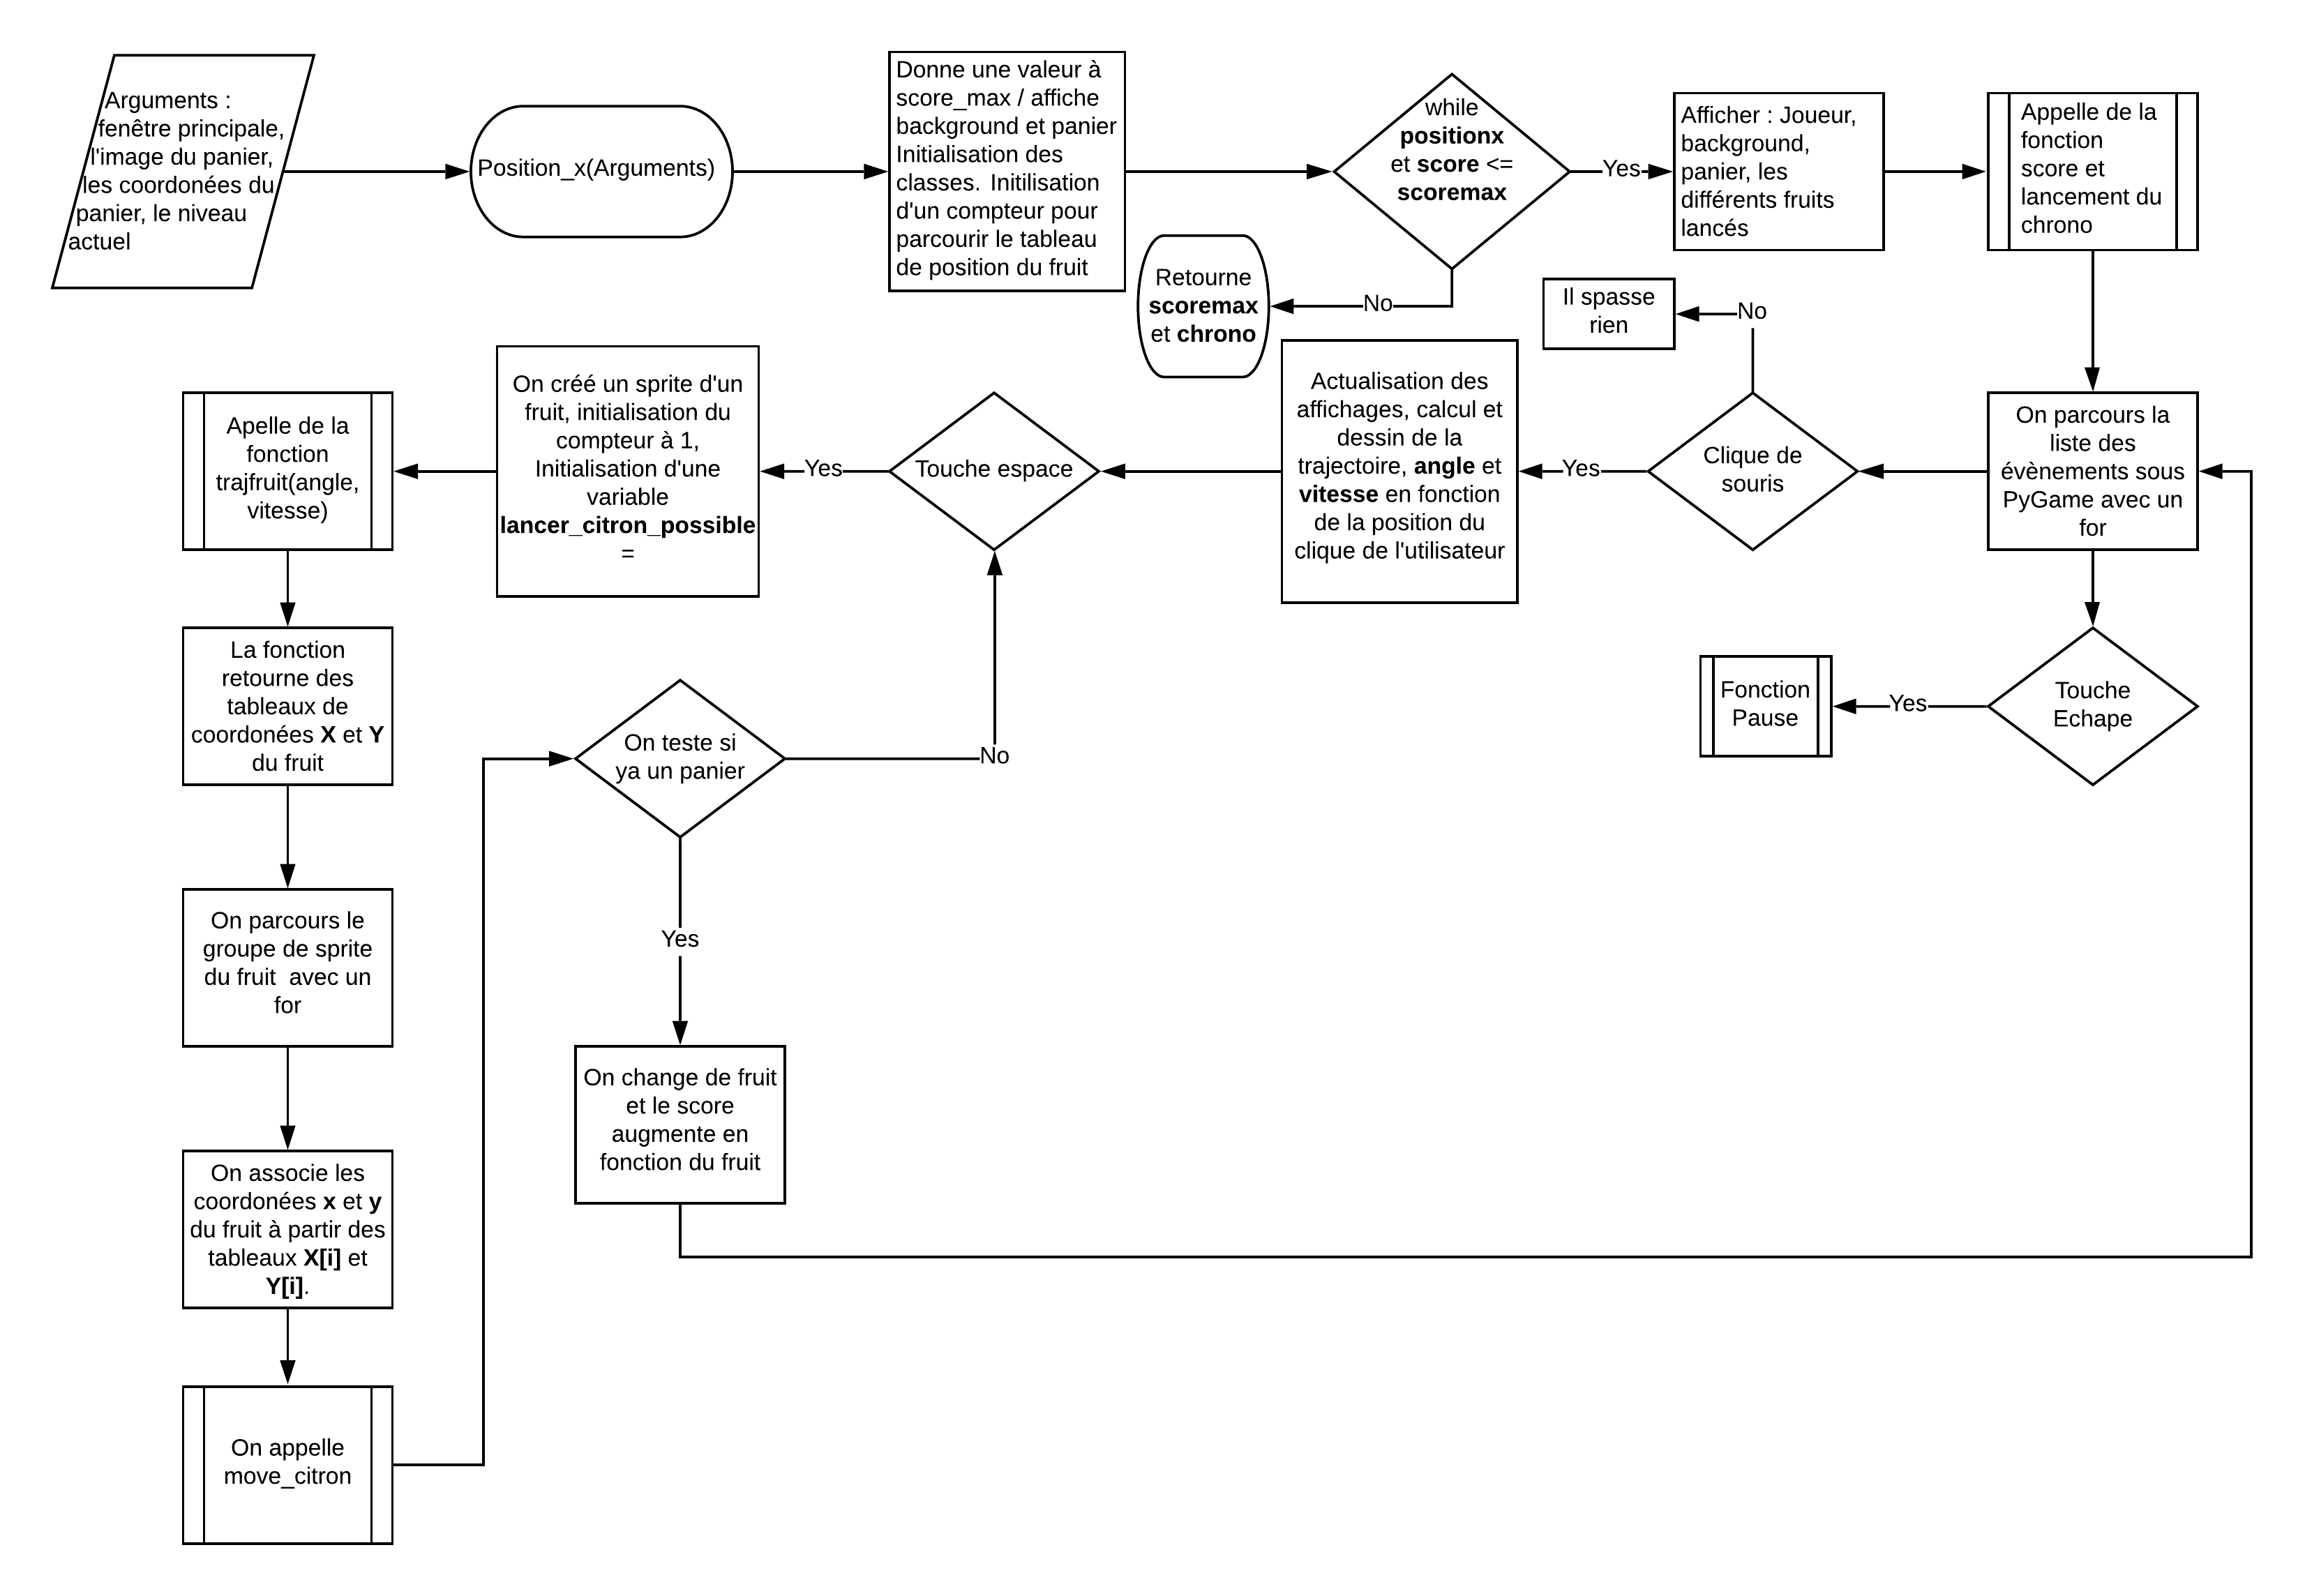 Arguments :
fenêtre principale,
l'image du panier,
les coordonées du
panier, le niveau
actuel
Position_x(Arguments)
Donne une valeur à
score_max / affiche
background et panier
Initialisation des
classes. Initilisation
d'un compteur pour
parcourir le tableau
de position du fruit
while
positionx
et score <=
scoremax
Yes
Afficher : Joueur,
background,
panier, les
différents fruits
lancés
Appelle de la
fonction
score et
lancement du
chrono
No
Retourne
scoremax
et chrono
On parcours la
liste des
évènements sous
PyGame avec un
for
Clique de
souris
No
Il spasse
rien
Yes
Actualisation des
affichages, calcul et
dessin de la
trajectoire, angle et
vitesse en fonction
de la position du
clique de l'utilisateur
Touche espace
Yes
On créé un sprite d'un
fruit, initialisation du
compteur à 1,
Initialisation d'une
variable
lancer_citron_possible
=
Apelle de la
fonction
trajfruit(angle,
vitesse)
La fonction
retourne des
tableaux de
coordonées X et Y
du fruit
On parcours le
groupe de sprite
du fruit  avec un
for
On associe les
coordonées x et y
du fruit à partir des
tableaux X[i] et
Y[i].
On appelle
move_citron
On teste si
ya un panier
No
Yes
On change de fruit
et le score
augmente en
fonction du fruit
Touche
Echape
Yes
Fonction
Pause